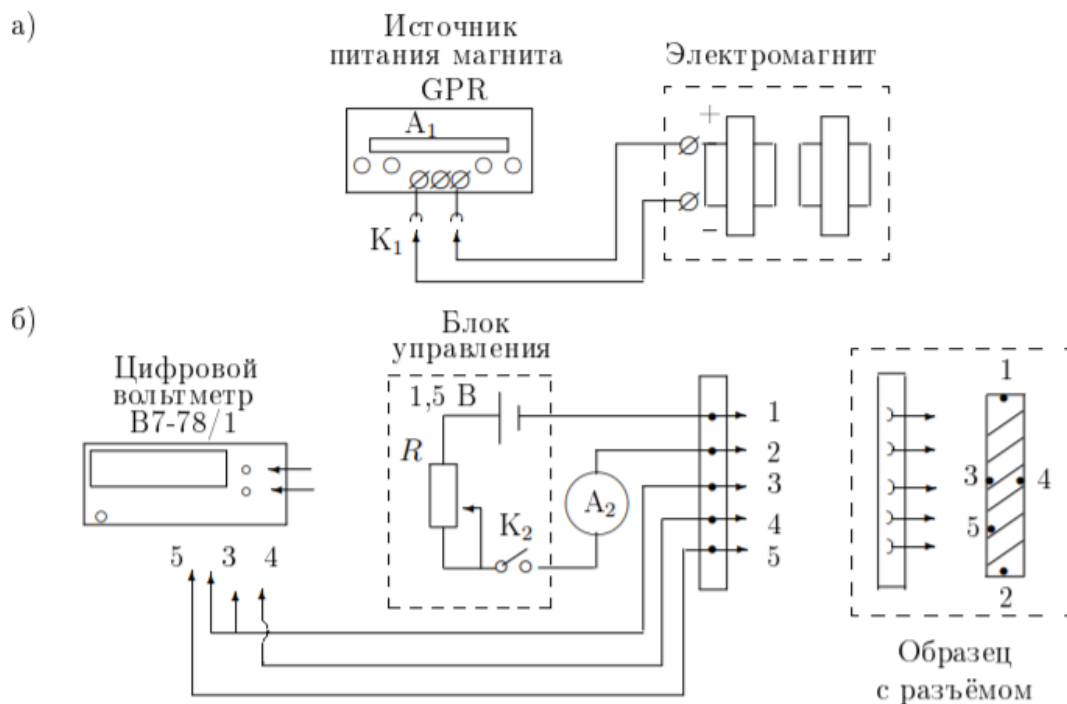 а)
Источник
питания магнита
GPR
A₁
K₁
Электромагнит
+
−
−
б)
Цифровой
вольтметр
В7-78/1
5 3 4
Блок
управления
1,5 В
R
K₂
A₂
1
2
3
4
5
1
3 4
5
2
Образец
с разъёмом